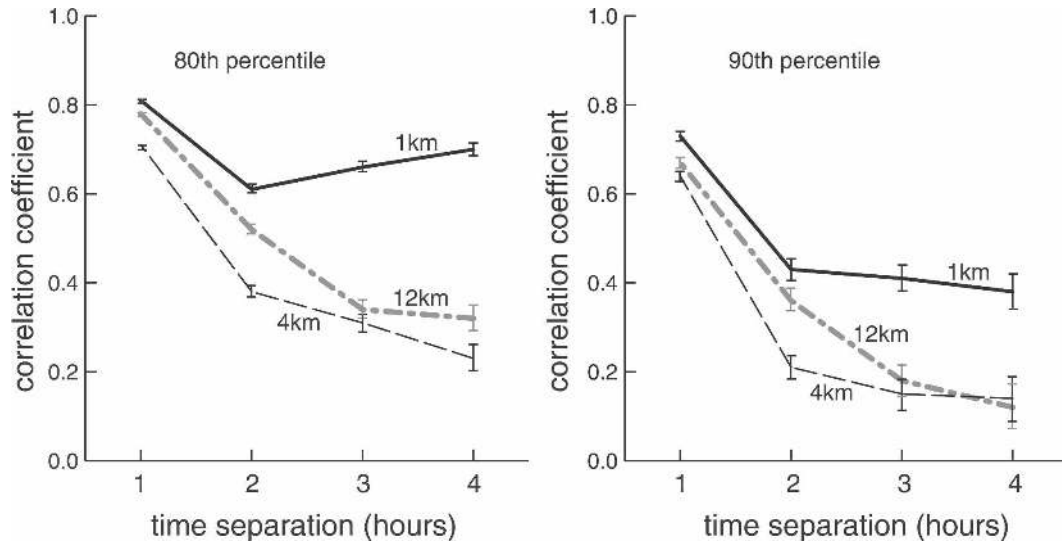 1.0
80th percentile
0.8
1km
0.6
correlation coefficient
0.4
12km
4km
0.2
0.0
1 2 3 4
time separation (hours)
1.0
90th percentile
0.8
0.6
correlation coefficient
1km
0.4
12km
0.2
4km
0.0
1 2 3 4
time separation (hours)